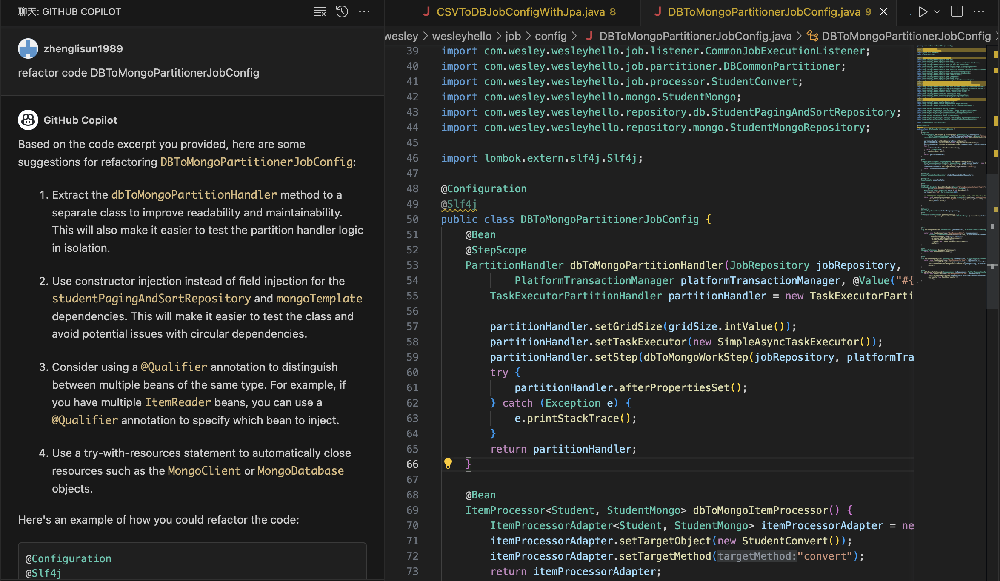 聊天: GITHUB COPILOT
zhenglisun1989
refactor code DBToMongoPartitionerJobConfig
GitHub Copilot
Based on the code excerpt you provided, here are some
suggestions for refactoring DBToMongoPartitionerJobConfig:
1. Extract the dbToMongoPartitionHandler method to a
separate class to improve readability and maintainability.
This will also make it easier to test the partition handler logic
in isolation.
2. Use constructor injection instead of field injection for the
studentPagingAndSortRepository and mongoTemplate
dependencies. This will make it easier to test the class and
avoid potential issues with circular dependencies.
3. Consider using a @Qualifier annotation to distinguish
between multiple beans of the same type. For example, if
you have multiple ItemReader beans, you can use a
@Qualifier annotation to specify which bean to inject.
4. Use a try-with-resources statement to automatically close
resources such as the MongoClient or MongoDatabase
objects.
Here's an example of how you could refactor the code:
@Configuration
@Slf4j
CSVToDBJobConfigWithJpa.java 8
DBToMongoPartitionerJobConfig.java 9
wesley > wesleyhello > job > config > DBToMongoPartitionerJobConfig.java > DBToMongoPartitionerJobConfig
39 import com.wesley.wesleyhello.job.listener.CommonJobExecutionListener;
40 import com.wesley.wesleyhello.job.partitioner.DBCommonPartitioner;
41 import com.wesley.wesleyhello.job.processor.StudentConvert;
42 import com.wesley.wesleyhello.mongo.StudentMongo;
43 import com.wesley.wesleyhello.repository.db.StudentPagingAndSortRepository;
44 import com.wesley.wesleyhello.repository.mongo.StudentMongoRepository;
45
46 import lombok.extern.slf4j.Slf4j;
47
48 @Configuration
49 @Slf4j
50 public class DBToMongoPartitionerJobConfig {
51 @Bean
52 @StepScope
53 PartitionHandler dbToMongoPartitionHandler(JobRepository jobRepository,
54 PlatformTransactionManager platformTransactionManager, @Value("#{
55 TaskExecutorPartitionHandler partitionHandler = new TaskExecutorParti
56
57 partitionHandler.setGridSize(gridSize.intValue());
58 partitionHandler.setTaskExecutor(new SimpleAsyncTaskExecutor());
59 partitionHandler.setStep(dbToMongoWorkStep(jobRepository, platformTra
60 try {
61 partitionHandler.afterPropertiesSet();
62 } catch (Exception e) {
63 e.printStackTrace();
64 }
65 return partitionHandler;
66 }
67
68 @Bean
69 ItemProcessor<Student, StudentMongo> dbToMongoItemProcessor() {
70 ItemProcessorAdapter<Student, StudentMongo> itemProcessorAdapter = ne
71 itemProcessorAdapter.setTargetObject(new StudentConvert());
72 itemProcessorAdapter.setTargetMethod(targetMethod:"convert");
73 return itemProcessorAdapter;